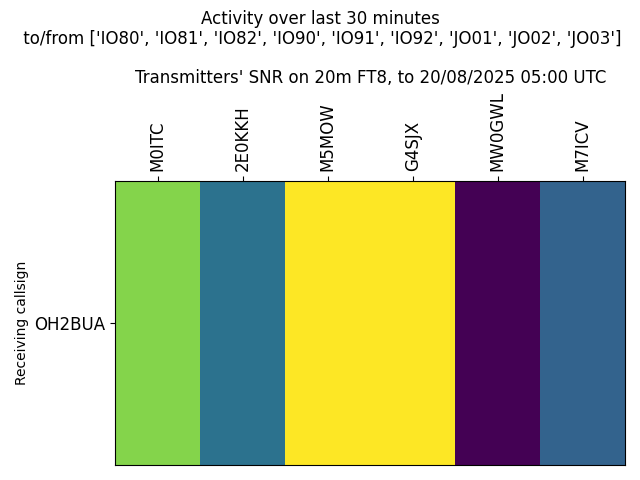 Activity over last 30 minutes
to/from ['IO80', 'IO81', 'IO82', 'IO90', 'IO91', 'IO92', 'JO01', 'JO02', 'JO03']
Transmitters' SNR on 20m FT8, to 20/08/2025 05:00 UTC
M0ITC
2E0KKH
M5MOW
G4SJX
MW0GWL
M7ICV
Receiving callsign
OH2BUA